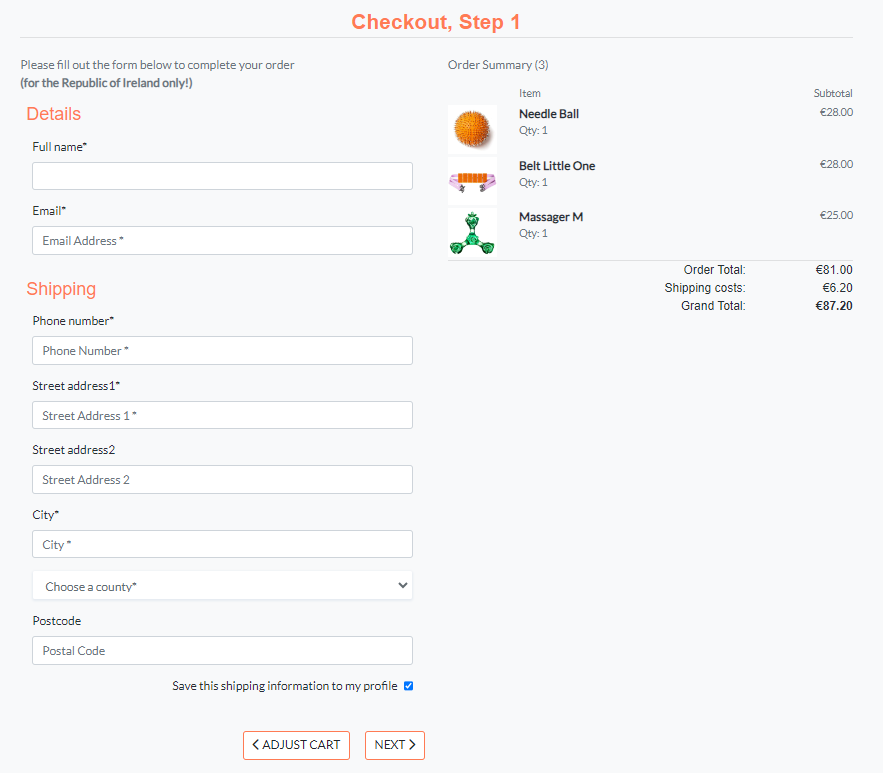 Checkout, Step 1
Please fill out the form below to complete your order
(for the Republic of Ireland only!)
Details
Full name*
Email*
Email Address *
Shipping
Phone number*
Phone Number *
Street address1*
Street Address 1 *
Street address2
Street Address 2
City*
City *
Choose a county*
Postcode
Postal Code
Save this shipping information to my profile
ADJUST CART
NEXT
Order Summary (3)
Item Subtotal
Needle Ball €28.00
Qty: 1
Belt Little One €28.00
Qty: 1
Massager M €25.00
Qty: 1
Order Total: €81.00
Shipping costs: €6.20
Grand Total: €87.20